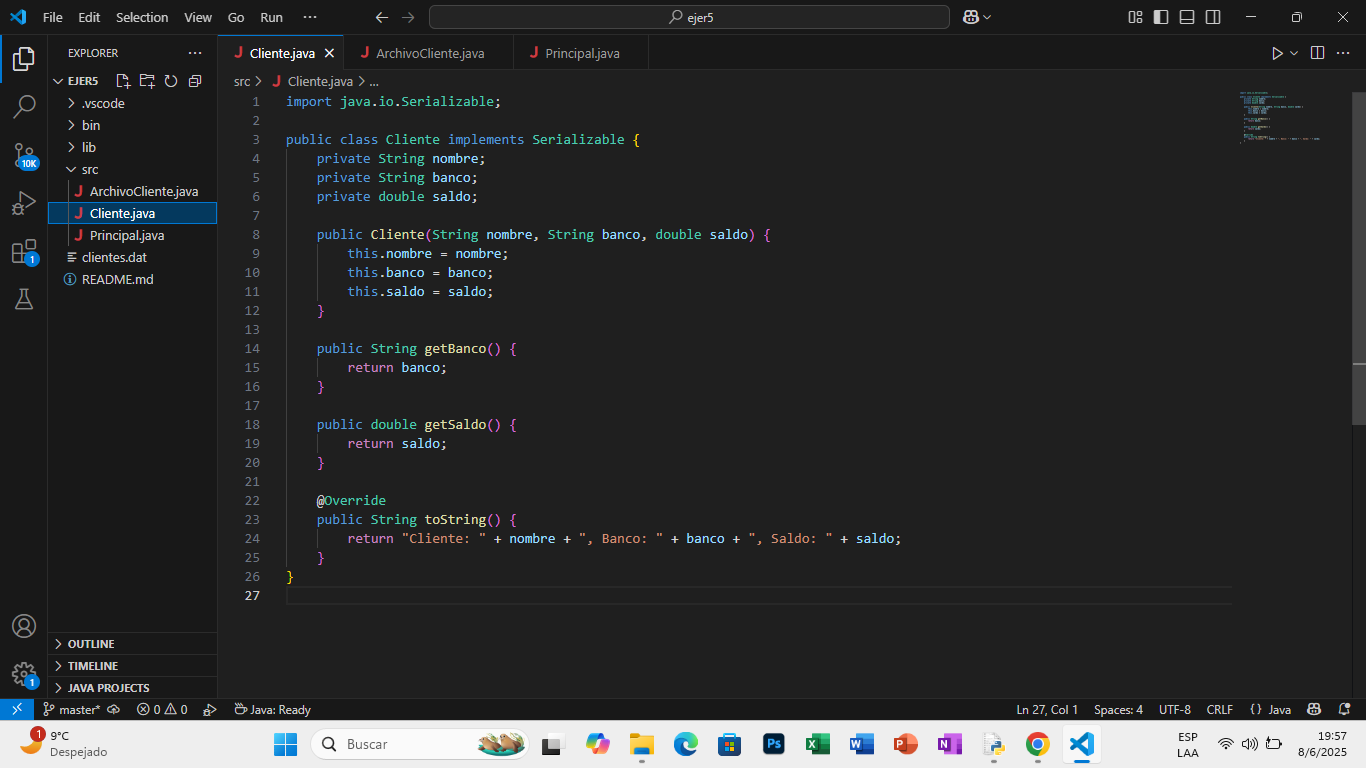 File Edit Selection View Go Run ··· ejer5
EXPLORER ···
Cliente.java ArchivoCliente.java Principal.java
EJER5
src > Cliente.java > ...
.vscode
bin
lib
src
ArchivoCliente.java
Cliente.java
Principal.java
clientes.dat
README.md
10K
1
1 import java.io.Serializable;
2
3 public class Cliente implements Serializable {
4 private String nombre;
5 private String banco;
6 private double saldo;
7
8 public Cliente(String nombre, String banco, double saldo) {
9 this.nombre = nombre;
10 this.banco = banco;
11 this.saldo = saldo;
12 }
13
14 public String getBanco() {
15 return banco;
16 }
17
18 public double getSaldo() {
19 return saldo;
20 }
21
22 @Override
23 public String toString() {
24 return "Cliente: " + nombre + ", Banco: " + banco + ", Saldo: " + saldo;
25 }
26 }
27
OUTLINE
TIMELINE
JAVA PROJECTS
1
master* 0 0 Java: Ready Ln 27, Col 1 Spaces: 4 UTF-8 CRLF {} Java
1
9°C
Despejado
Buscar
Ps
ESP
LAA
19:57
8/6/2025